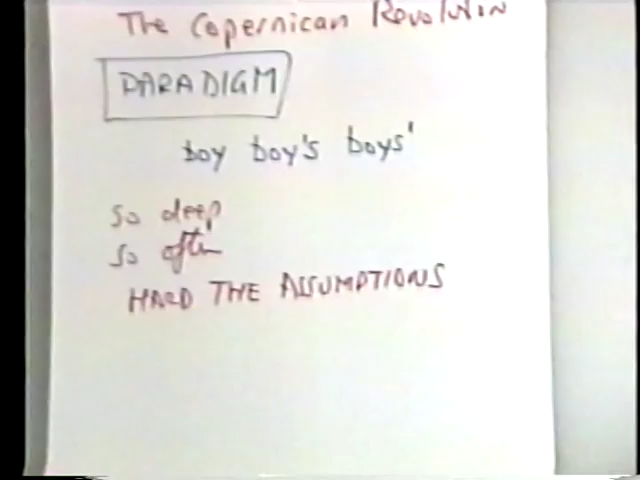 The Copernican Revolution
PARADIGM
boy boy's boys'
so deep
so often
HARD THE ASSUMPTIONS